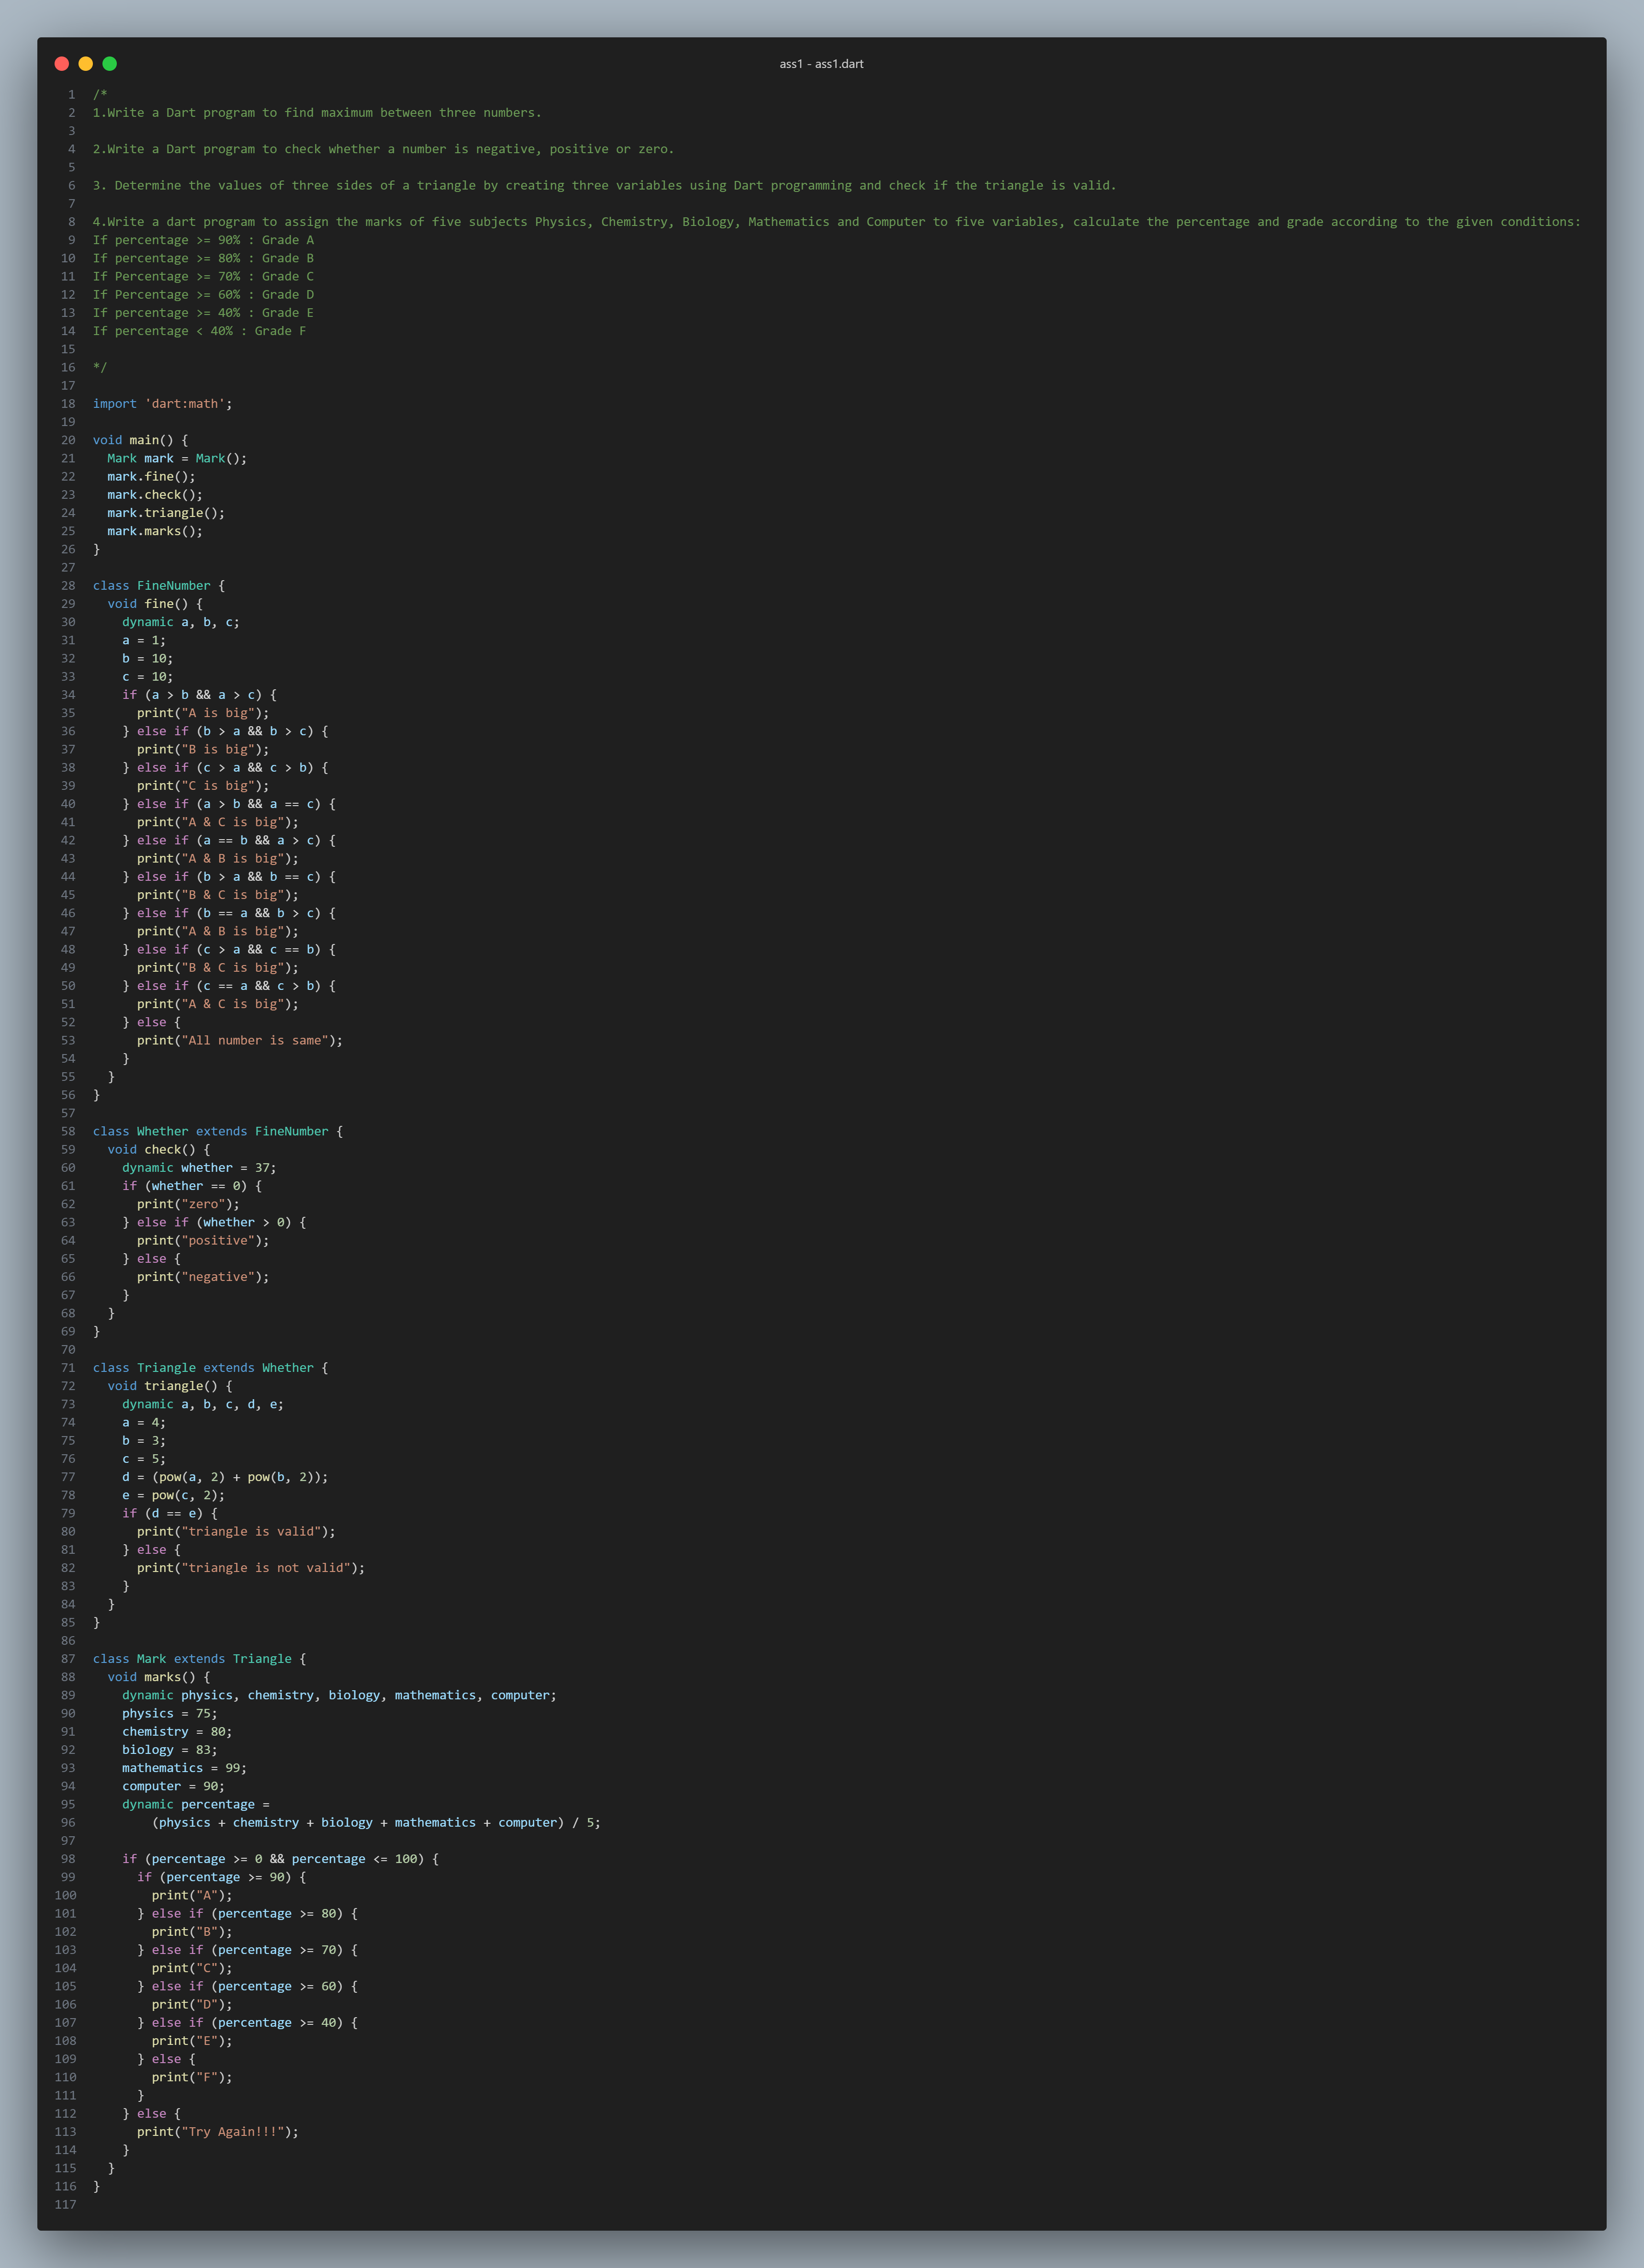 ass1 - ass1.dart
1 /*
2 1.Write a Dart program to find maximum between three numbers.
3
4 2.Write a Dart program to check whether a number is negative, positive or zero.
5
6 3. Determine the values of three sides of a triangle by creating three variables using Dart programming and check if the triangle is valid.
7
8 4.Write a dart program to assign the marks of five subjects Physics, Chemistry, Biology, Mathematics and Computer to five variables, calculate the percentage and grade according to the given conditions:
9 If percentage >= 90% : Grade A
10 If percentage >= 80% : Grade B
11 If Percentage >= 70% : Grade C
12 If Percentage >= 60% : Grade D
13 If percentage >= 40% : Grade E
14 If percentage < 40% : Grade F
15
16 */
17
18 import 'dart:math';
19
20 void main() {
21   Mark mark = Mark();
22   mark.fine();
23   mark.check();
24   mark.triangle();
25   mark.marks();
26 }
27
28 class FineNumber {
29   void fine() {
30     dynamic a, b, c;
31     a = 1;
32     b = 10;
33     c = 10;
34     if (a > b && a > c) {
35       print("A is big");
36     } else if (b > a && b > c) {
37       print("B is big");
38     } else if (c > a && c > b) {
39       print("C is big");
40     } else if (a > b && a == c) {
41       print("A & C is big");
42     } else if (a == b && a > c) {
43       print("A & B is big");
44     } else if (b > a && b == c) {
45       print("B & C is big");
46     } else if (b == a && b > c) {
47       print("A & B is big");
48     } else if (c > a && c == b) {
49       print("B & C is big");
50     } else if (c == a && c > b) {
51       print("A & C is big");
52     } else {
53       print("All number is same");
54     }
55   }
56 }
57
58 class Whether extends FineNumber {
59   void check() {
60     dynamic whether = 37;
61     if (whether == 0) {
62       print("zero");
63     } else if (whether > 0) {
64       print("positive");
65     } else {
66       print("negative");
67     }
68   }
69 }
70
71 class Triangle extends Whether {
72   void triangle() {
73     dynamic a, b, c, d, e;
74     a = 4;
75     b = 3;
76     c = 5;
77     d = (pow(a, 2) + pow(b, 2));
78     e = pow(c, 2);
79     if (d == e) {
80       print("triangle is valid");
81     } else {
82       print("triangle is not valid");
83     }
84   }
85 }
86
87 class Mark extends Triangle {
88   void marks() {
89     dynamic physics, chemistry, biology, mathematics, computer;
90     physics = 75;
91     chemistry = 80;
92     biology = 83;
93     mathematics = 99;
94     computer = 90;
95     dynamic percentage =
96         (physics + chemistry + biology + mathematics + computer) / 5;
97
98     if (percentage >= 0 && percentage <= 100) {
99       if (percentage >= 90) {
100         print("A");
101       } else if (percentage >= 80) {
102         print("B");
103       } else if (percentage >= 70) {
104         print("C");
105       } else if (percentage >= 60) {
106         print("D");
107       } else if (percentage >= 40) {
108         print("E");
109       } else {
110         print("F");
111       }
112     } else {
113       print("Try Again!!!");
114     }
115   }
116 }
117